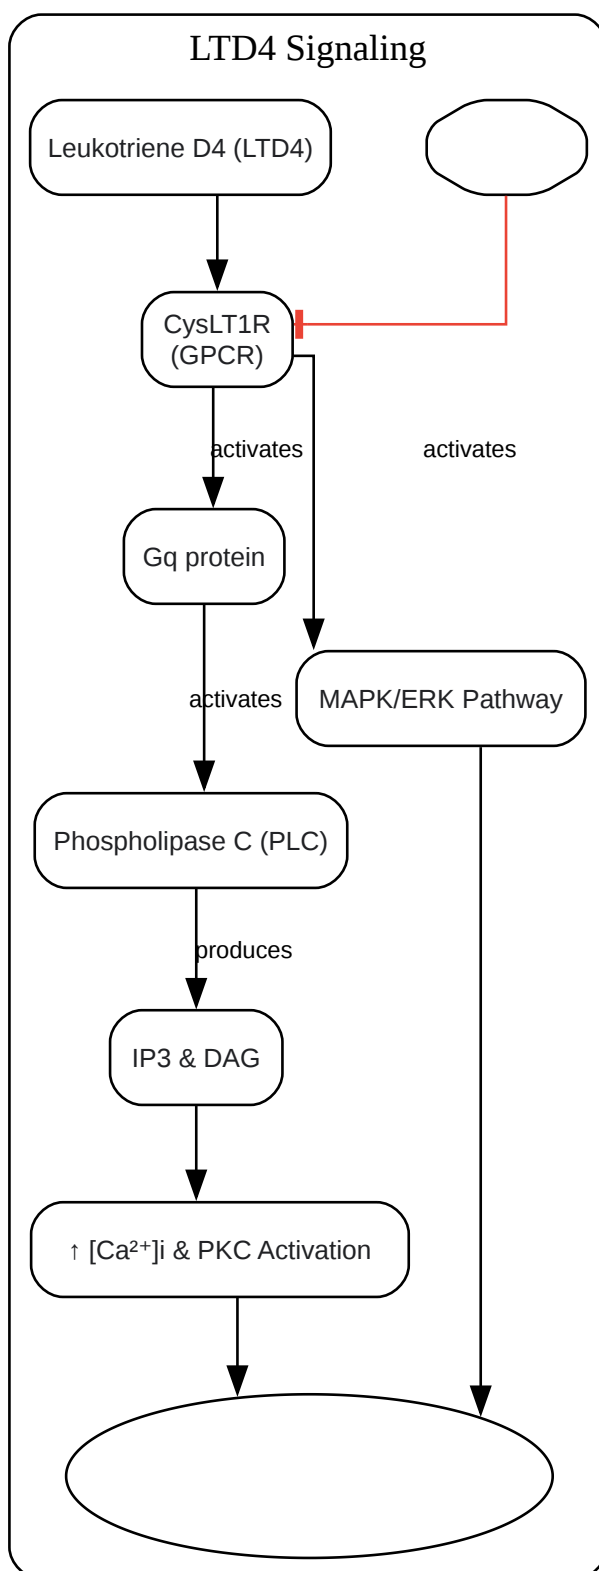 LTD4 Signaling
Leukotriene D4 (LTD4)
CysLT1R
(GPCR)
activates
activates
Gq protein
activates
MAPK/ERK Pathway
Phospholipase C (PLC)
produces
IP3 & DAG
↑ [Ca²⁺]i & PKC Activation